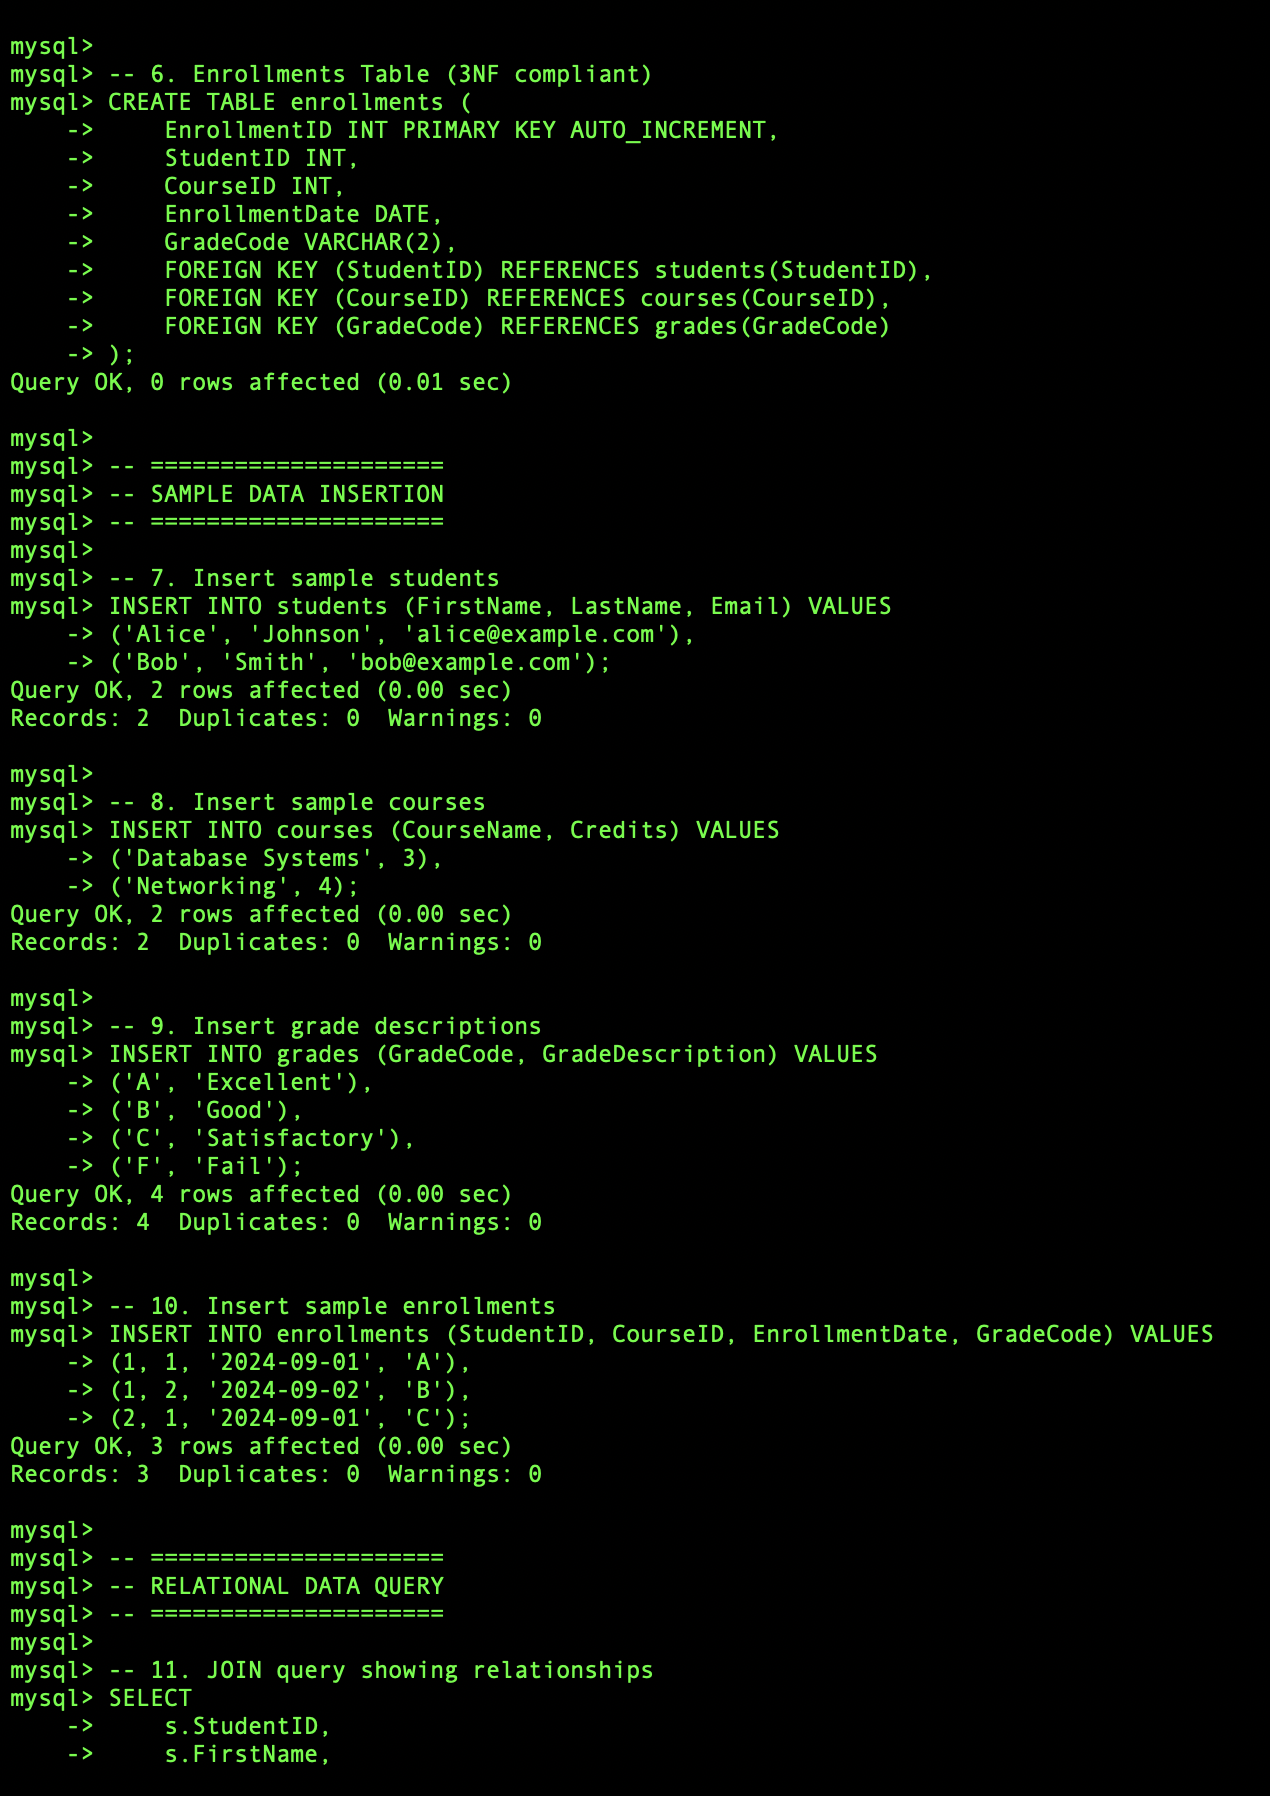 mysql>
mysql> -- 6. Enrollments Table (3NF compliant)
mysql> CREATE TABLE enrollments (
    ->     EnrollmentID INT PRIMARY KEY AUTO_INCREMENT,
    ->     StudentID INT,
    ->     CourseID INT,
    ->     EnrollmentDate DATE,
    ->     GradeCode VARCHAR(2),
    ->     FOREIGN KEY (StudentID) REFERENCES students(StudentID),
    ->     FOREIGN KEY (CourseID) REFERENCES courses(CourseID),
    ->     FOREIGN KEY (GradeCode) REFERENCES grades(GradeCode)
    -> );
Query OK, 0 rows affected (0.01 sec)

mysql>
mysql> -- =====================
mysql> -- SAMPLE DATA INSERTION
mysql> -- =====================
mysql>
mysql> -- 7. Insert sample students
mysql> INSERT INTO students (FirstName, LastName, Email) VALUES
    -> ('Alice', 'Johnson', 'alice@example.com'),
    -> ('Bob', 'Smith', 'bob@example.com');
Query OK, 2 rows affected (0.00 sec)
Records: 2  Duplicates: 0  Warnings: 0

mysql>
mysql> -- 8. Insert sample courses
mysql> INSERT INTO courses (CourseName, Credits) VALUES
    -> ('Database Systems', 3),
    -> ('Networking', 4);
Query OK, 2 rows affected (0.00 sec)
Records: 2  Duplicates: 0  Warnings: 0

mysql>
mysql> -- 9. Insert grade descriptions
mysql> INSERT INTO grades (GradeCode, GradeDescription) VALUES
    -> ('A', 'Excellent'),
    -> ('B', 'Good'),
    -> ('C', 'Satisfactory'),
    -> ('F', 'Fail');
Query OK, 4 rows affected (0.00 sec)
Records: 4  Duplicates: 0  Warnings: 0

mysql>
mysql> -- 10. Insert sample enrollments
mysql> INSERT INTO enrollments (StudentID, CourseID, EnrollmentDate, GradeCode) VALUES
    -> (1, 1, '2024-09-01', 'A'),
    -> (1, 2, '2024-09-02', 'B'),
    -> (2, 1, '2024-09-01', 'C');
Query OK, 3 rows affected (0.00 sec)
Records: 3  Duplicates: 0  Warnings: 0

mysql>
mysql> -- =====================
mysql> -- RELATIONAL DATA QUERY
mysql> -- =====================
mysql>
mysql> -- 11. JOIN query showing relationships
mysql> SELECT
    ->     s.StudentID,
    ->     s.FirstName,